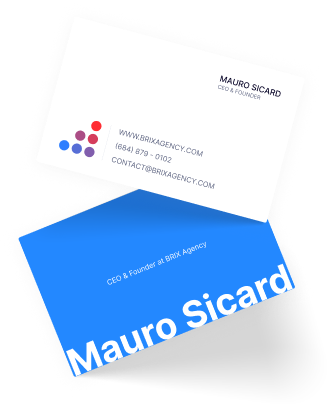 MAURO SICARD
CEO & FOUNDER
WWW.BRIXAGENCY.COM
(684) 879 - 0102
CONTACT@BRIXAGENCY.COM
CEO & Founder at BRIX Agency
Mauro Sicard